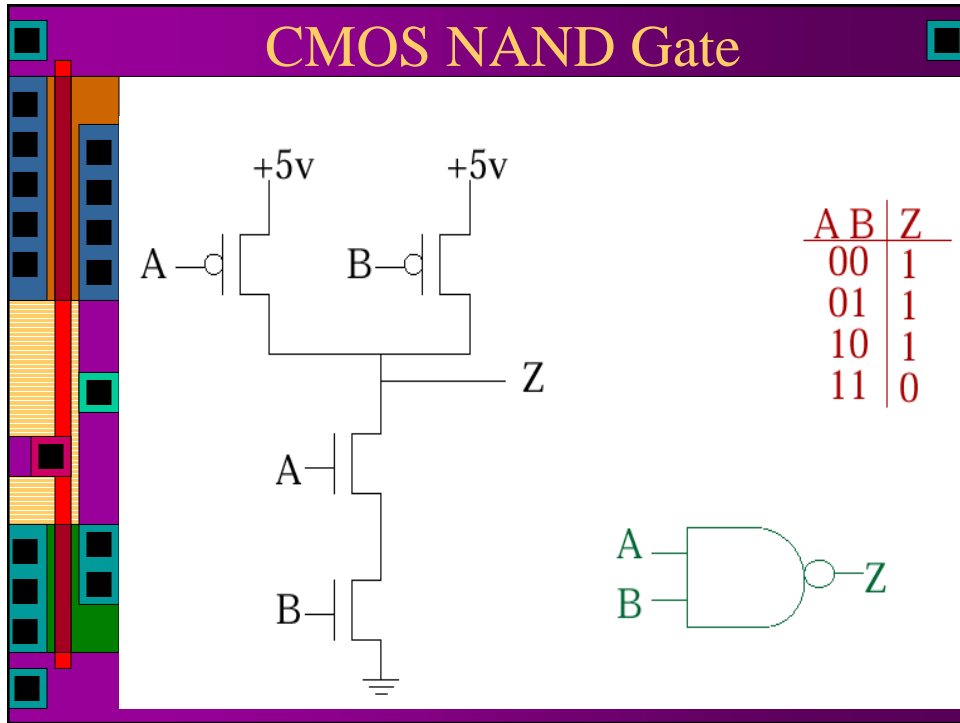 CMOS NAND Gate
+5v +5v
A B
Z
A
B
A B Z
00 1
01 1
10 1
11 0
A
B
Z